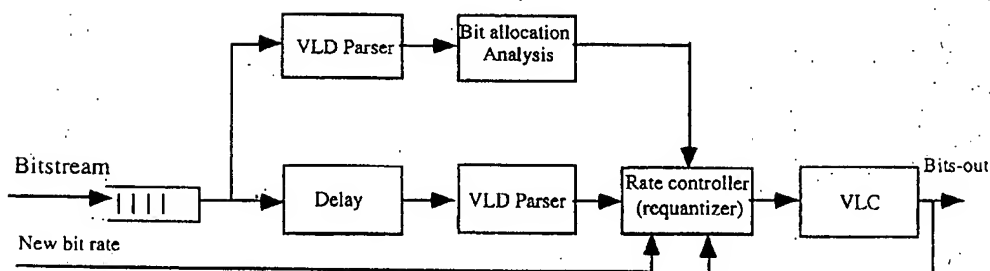 VLD Parser
Bit allocation
Analysis
Bitstream
Delay
VLD Parser
Rate controller
(requantizer)
VLC
Bits-out
New bit rate